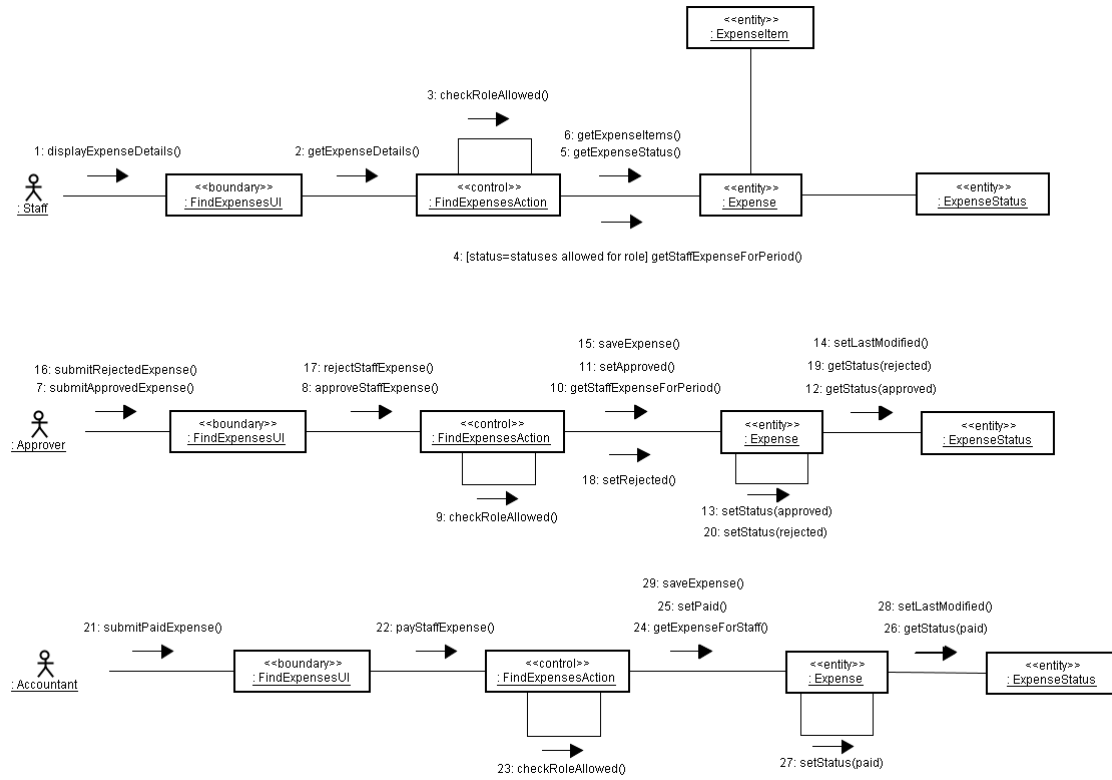 <<entity>>
: ExpenseItem
3: checkRoleAllowed()
6: getExpenseItems()
1: displayExpenseDetails()
2: getExpenseDetails()
5: getExpenseStatus()
<<boundary>>
: FindExpensesUI
<<control>>
: FindExpensesAction
<<entity>>
: Expense
<<entity>>
: ExpenseStatus
: Staff
4: [status=statuses allowed for role] getStaffExpenseForPeriod()
15: saveExpense()
14: setLastModified()
16: submitRejectedExpense()
17: rejectStaffExpense()
11: setApproved()
19: getStatus(rejected)
7: submitApprovedExpense()
8: approveStaffExpense()
10: getStaffExpenseForPeriod()
12: getStatus(approved)
<<boundary>>
: FindExpensesUI
<<control>>
: FindExpensesAction
<<entity>>
: Expense
<<entity>>
: ExpenseStatus
: Approver
18: setRejected()
9: checkRoleAllowed()
13: setStatus(approved)
20: setStatus(rejected)
29: saveExpense()
25: setPaid()
28: setLastModified()
21: submitPaidExpense()
22: payStaffExpense()
24: getExpenseForStaff()
26: getStatus(paid)
<<boundary>>
: FindExpensesUI
<<control>>
: FindExpensesAction
<<entity>>
: Expense
<<entity>>
: ExpenseStatus
: Accountant
23: checkRoleAllowed()
27: setStatus(paid)